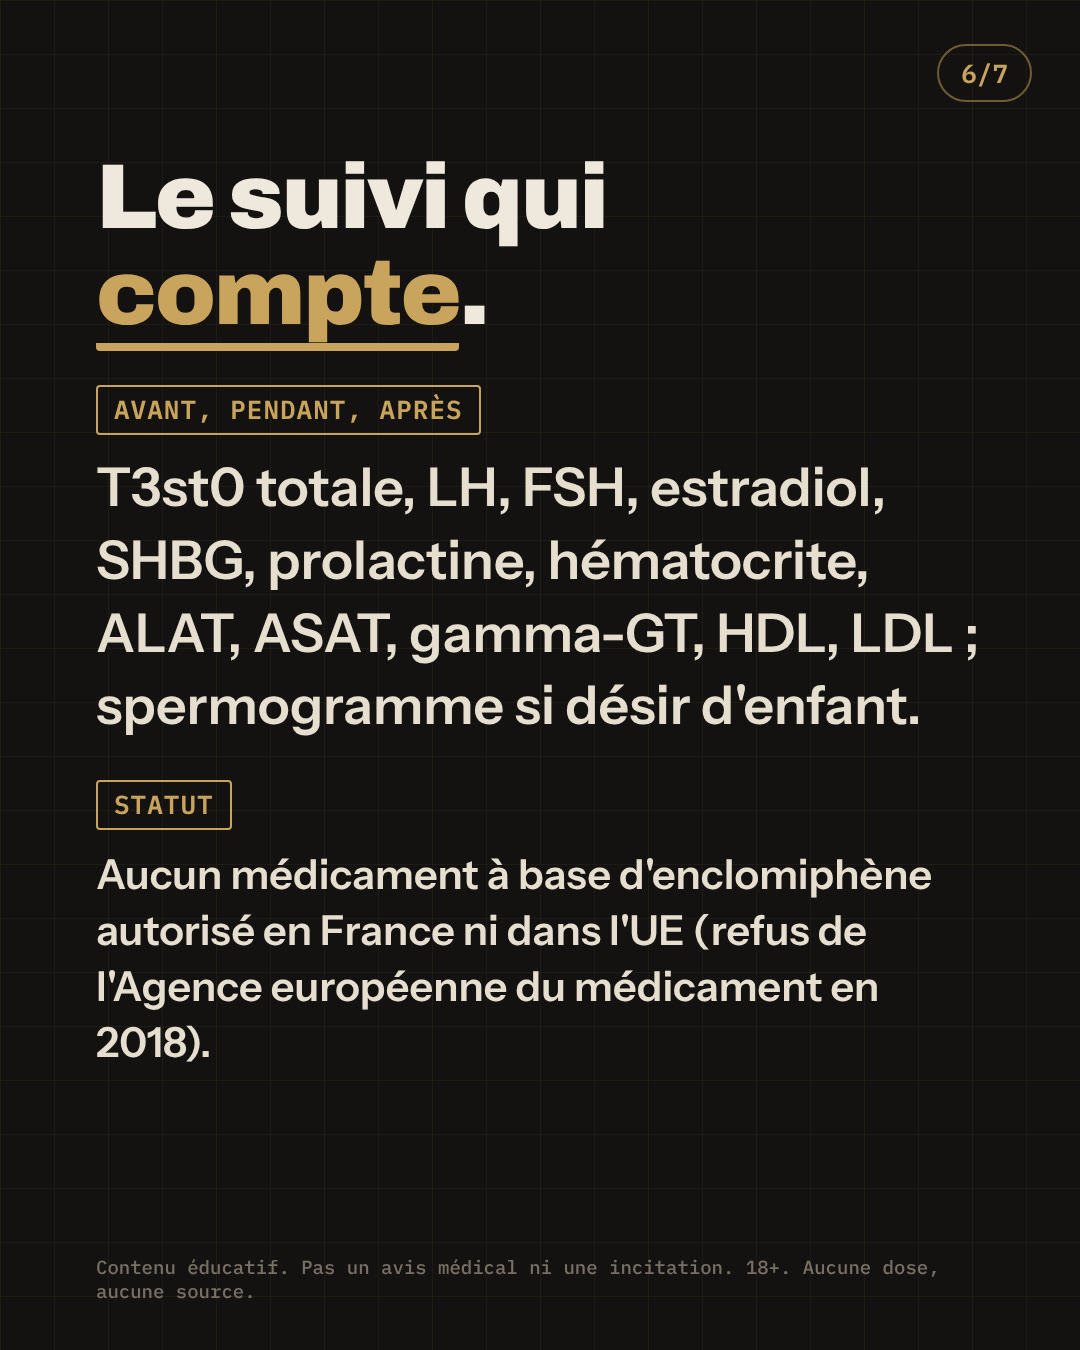 6/7
Le suivi qui
compte.
AVANT, PENDANT, APRÈS
T3st0 totale, LH, FSH, estradiol,
SHBG, prolactine, hématocrite,
ALAT, ASAT, gamma-GT, HDL, LDL ;
spermogramme si désir d'enfant.
STATUT
Aucun médicament à base d'enclomiphène
autorisé en France ni dans l'UE (refus de
l'Agence européenne du médicament en
2018).
Contenu éducatif. Pas un avis médical ni une incitation. 18+. Aucune dose,
aucune source.